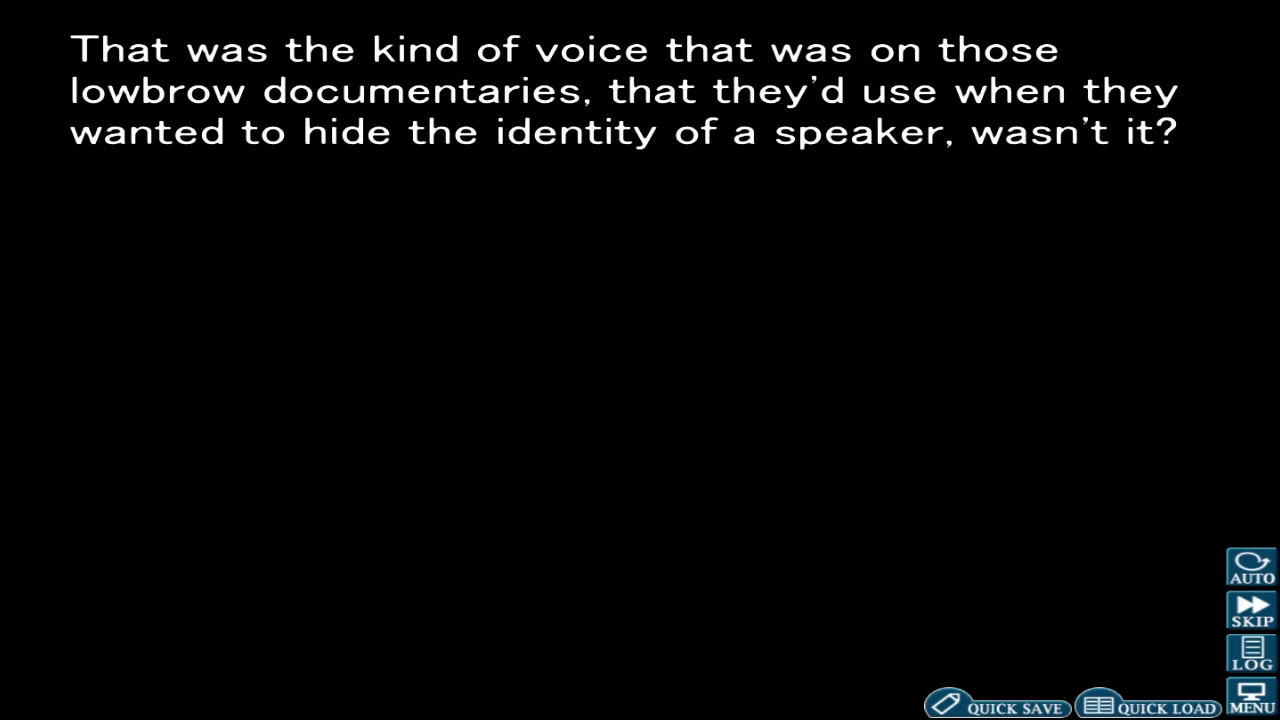 That was the kind of voice that was on those
lowbrow documentaries, that they'd use when they
wanted to hide the identity of a speaker, wasn't it?
AUTO
SKIP
LOG
QUICK SAVE
QUICK LOAD
MENU